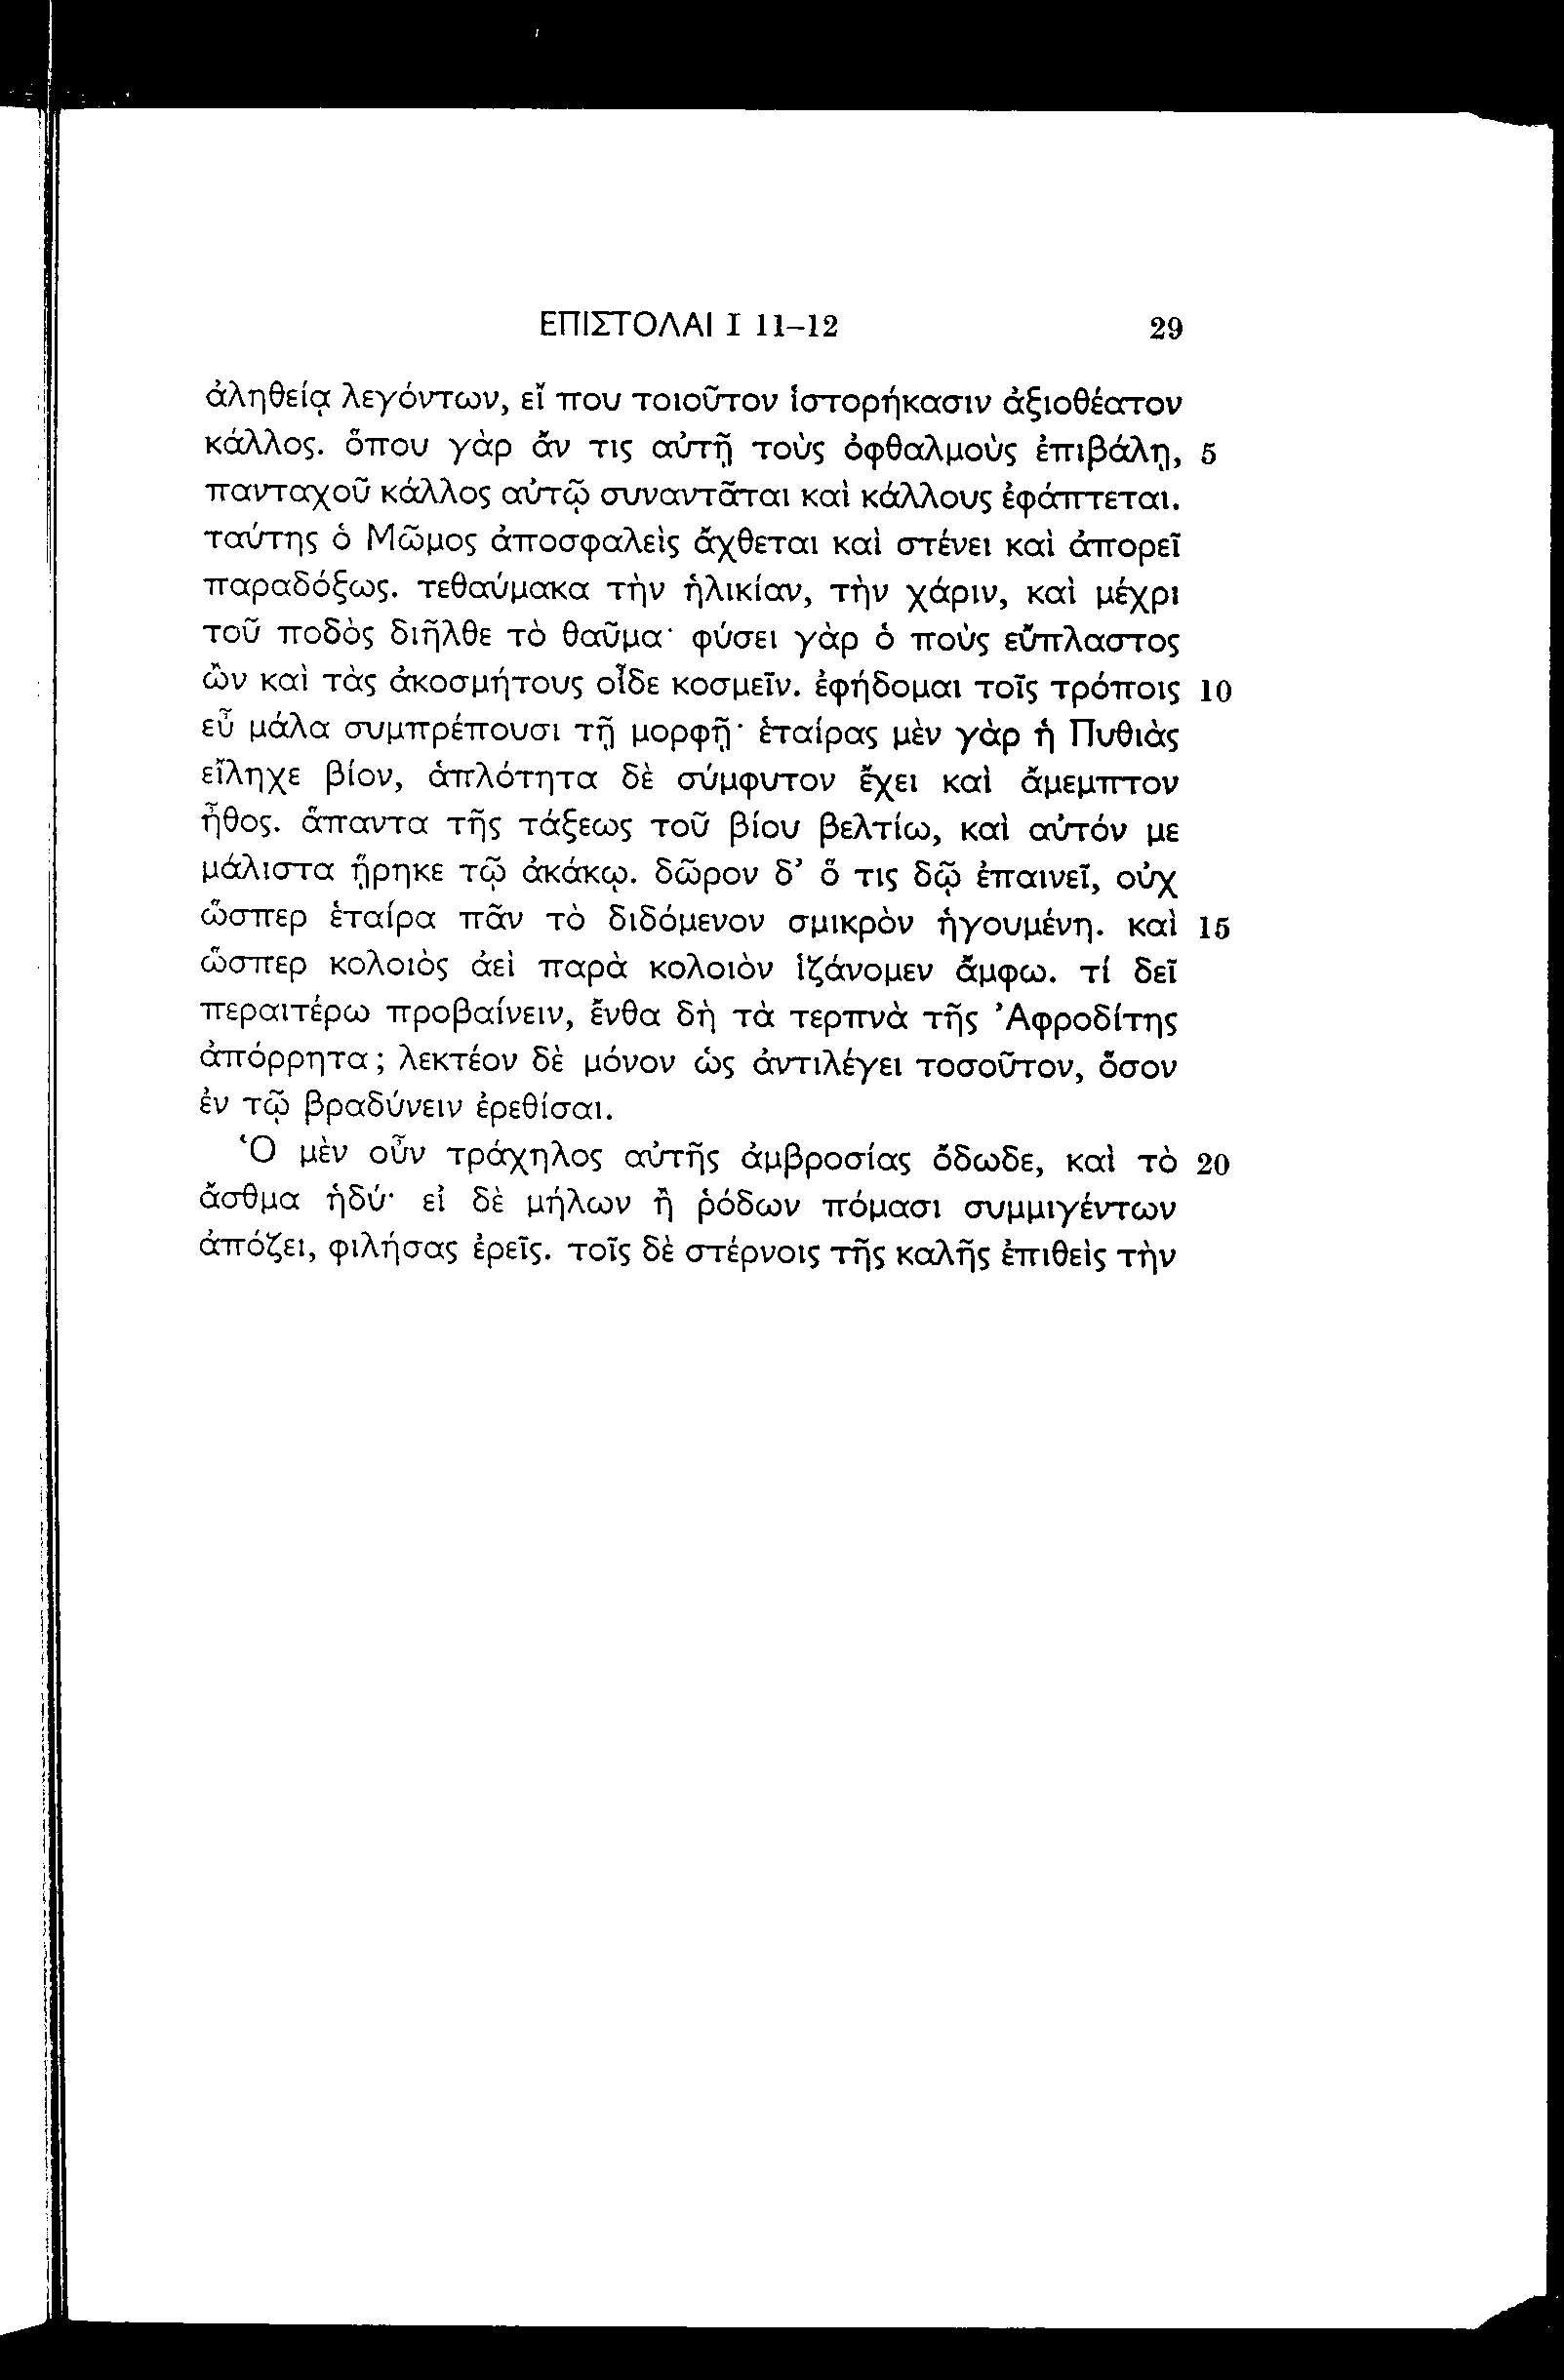 ΕΠΙΣΤΟΛΑΙ I 11–12 29
ἀληθείᾳ λεγόντων, εἴ που τοιοῦτον ἱστορήκασιν ἀξιοθέατον
κάλλος. ὅπου γὰρ ἄν τις αὐτῇ τοὺς ὀφθαλμοὺς ἐπιβάλῃ, 5
πανταχοῦ κάλλος αὐτῷ συναντᾶται καὶ κάλλους ἐφάπτεται.
ταύτης ὁ Μῶμος ἀποσφαλεὶς ἄχθεται καὶ στένει καὶ ἀπορεῖ
παραδόξως. τεθαύμακα τὴν ἡλικίαν, τὴν χάριν, καὶ μέχρι
τοῦ ποδὸς διῆλθε τὸ θαῦμα· φύσει γὰρ ὁ ποὺς εὔπλαστος
ὢν καὶ τὰς ἀκοσμήτους οἶδε κοσμεῖν. ἐφήδομαι τοῖς τρόποις 10
εὖ μάλα συμπρέπουσι τῇ μορφῇ· ἑταίρας μὲν γὰρ ἡ Πυθιὰς
εἴληχε βίον, ἁπλότητα δὲ σύμφυτον ἔχει καὶ ἄμεμπτον
ἦθος. ἅπαντα τῆς τάξεως τοῦ βίου βελτίω, καὶ αὐτόν με
μάλιστα ᾕρηκε τῷ ἀκάκῳ. δῶρον δ’ ὅ τις δῷ ἐπαινεῖ, οὐχ
ὥσπερ ἑταίρα πᾶν τὸ διδόμενον σμικρὸν ἡγουμένη. καὶ 15
ὥσπερ κολοιὸς ἀεὶ παρὰ κολοιὸν ἱζάνομεν ἄμφω. τί δεῖ
περαιτέρω προβαίνειν, ἔνθα δὴ τὰ τερπνὰ τῆς Ἀφροδίτης
ἀπόρρητα; λεκτέον δὲ μόνον ὡς ἀντιλέγει τοσοῦτον, ὅσον
ἐν τῷ βραδύνειν ἐρεθίσαι.
Ὁ μὲν οὖν τράχηλος αὐτῆς ἀμβροσίας ὄδωδε, καὶ τὸ 20
ἄσθμα ἡδύ· εἰ δὲ μήλων ἢ ῥόδων πόμασι συμμιγέντων
ἀπόζει, φιλήσας ἐρεῖς. τοῖς δὲ στέρνοις τῆς καλῆς ἐπιθεὶς τὴν